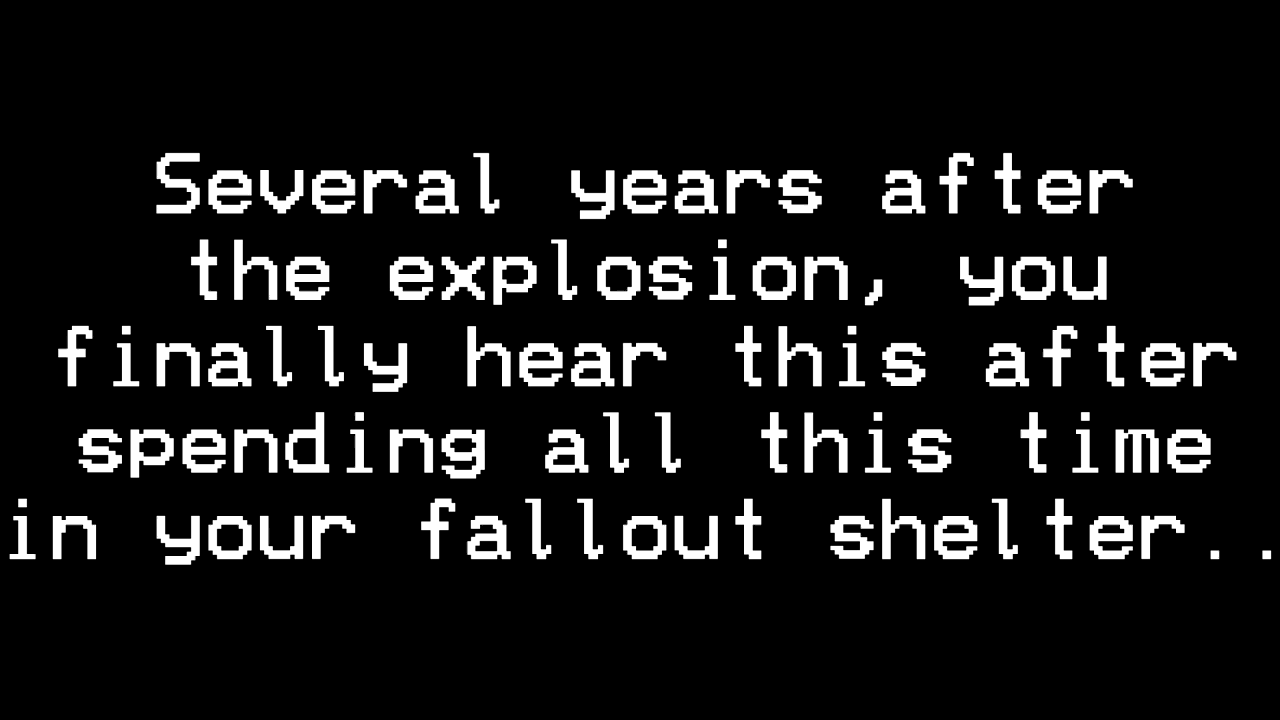 Several years after
the explosion, you
finally hear this after
spending all this time
in your fallout shelter..